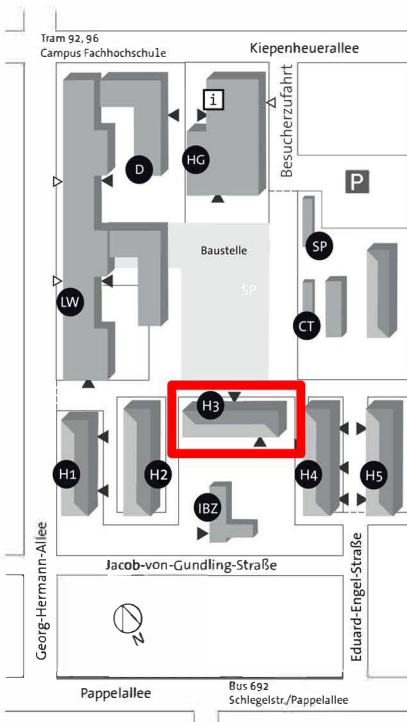 Tram 92, 96
Campus Fachhochschule
Kiepenheuerallee
Besucherzufahrt
i
D
HG
P
SP
Baustelle
SP
LW
CT
H3
H1
H2
H4
H5
IBZ
Georg-Hermann-Allee
Jacob-von-Gundling-Straße
Eduard-Engel-Straße
N
Pappelallee
Bus 692
Schlegelstr./Pappelallee